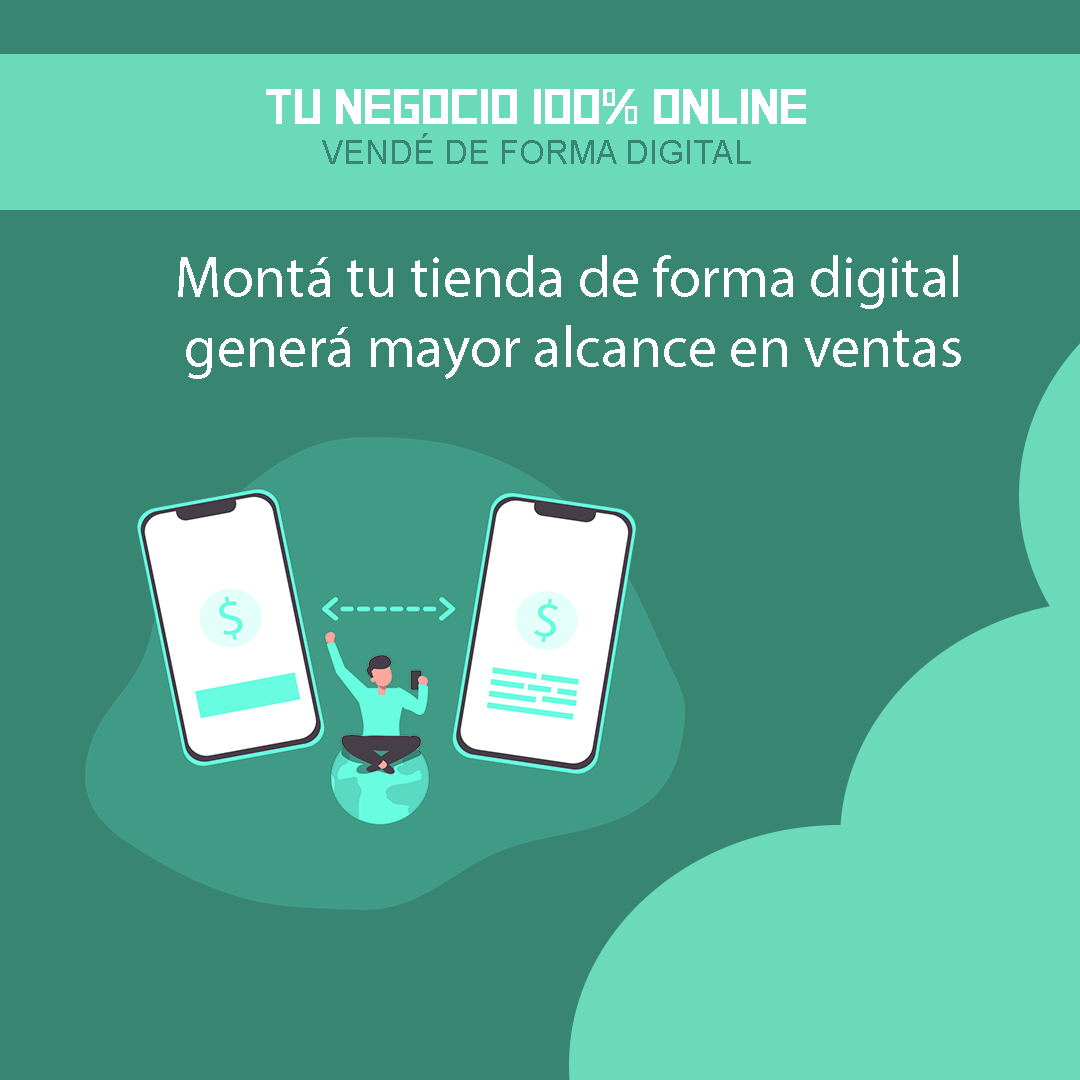 TU NEGOCIO 100% ONLINE
VENDÉ DE FORMA DIGITAL
Montá tu tienda de forma digital
generá mayor alcance en ventas
$
$